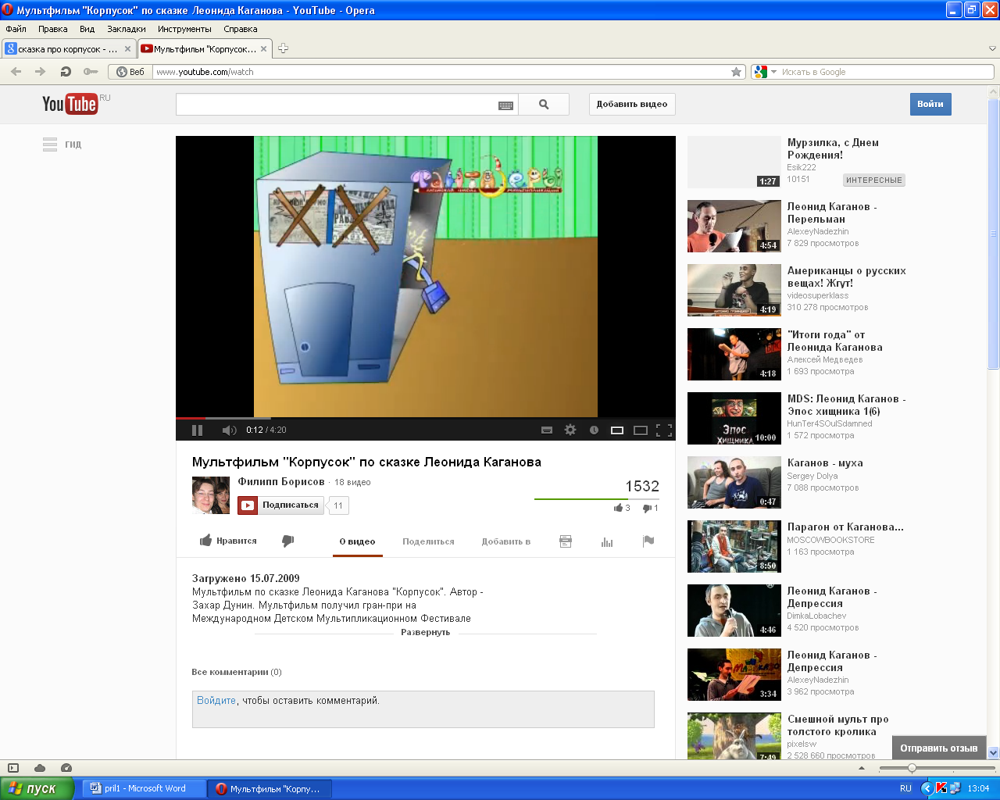 Мультфильм "Корпусок" по сказке Леонида Каганова - YouTube - Opera
Файл Правка Вид Закладки Инструменты Справка
сказка про корпусок - ...
Мультфильм "Корпусок...
Веб
www.youtube.com/watch
Искать в Google
YouTube RU
Добавить видео
Войти
ГИД
0:12 / 4:20
Мультфильм "Корпусок" по сказке Леонида Каганова
Филипп Борисов · 18 видео
Подписаться 11
1532
3 1
Нравится
О видео
Поделиться
Добавить в
Загружено 15.07.2009
Мультфильм по сказке Леонида Каганова "Корпусок". Автор -
Захар Дунин. Мультфильм получил гран-при на
Международном Детском Мультипликационном Фестивале
Развернуть
Все комментарии (0)
Войдите, чтобы оставить комментарий.
1:27
Мурзилка, с Днем
Рождения!
Esik222
10151
ИНТЕРЕСНЫЕ
4:54
Леонид Каганов -
Перельман
AlexeyNadezhin
7 829 просмотров
4:19
Американцы о русских
вещах! Жгут!
videosuperklass
310 278 просмотров
4:18
"Итоги года" от
Леонида Каганова
Алексей Медведев
1 693 просмотра
ЭПОС
ХИЩНИКА
10:00
MDS: Леонид Каганов -
Эпос хищника 1(6)
HunTer4SOulSdamned
1 572 просмотра
0:47
Каганов - муха
Sergey Dolya
7 088 просмотров
8:50
Парагон от Каганова...
MOSCOWBOOKSTORE
1 163 просмотра
4:46
Леонид Каганов -
Депрессия
DimkaLobachev
4 520 просмотров
3:34
Леонид Каганов -
Депрессия
AlexeyNadezhin
3 962 просмотра
7:49
Смешной мульт про
толстого кролика
pixelsw
2 528 660 просмотров
Отправить отзыв
пуск
pril1 - Microsoft Word
Мультфильм "Корпу...
RU
13:04